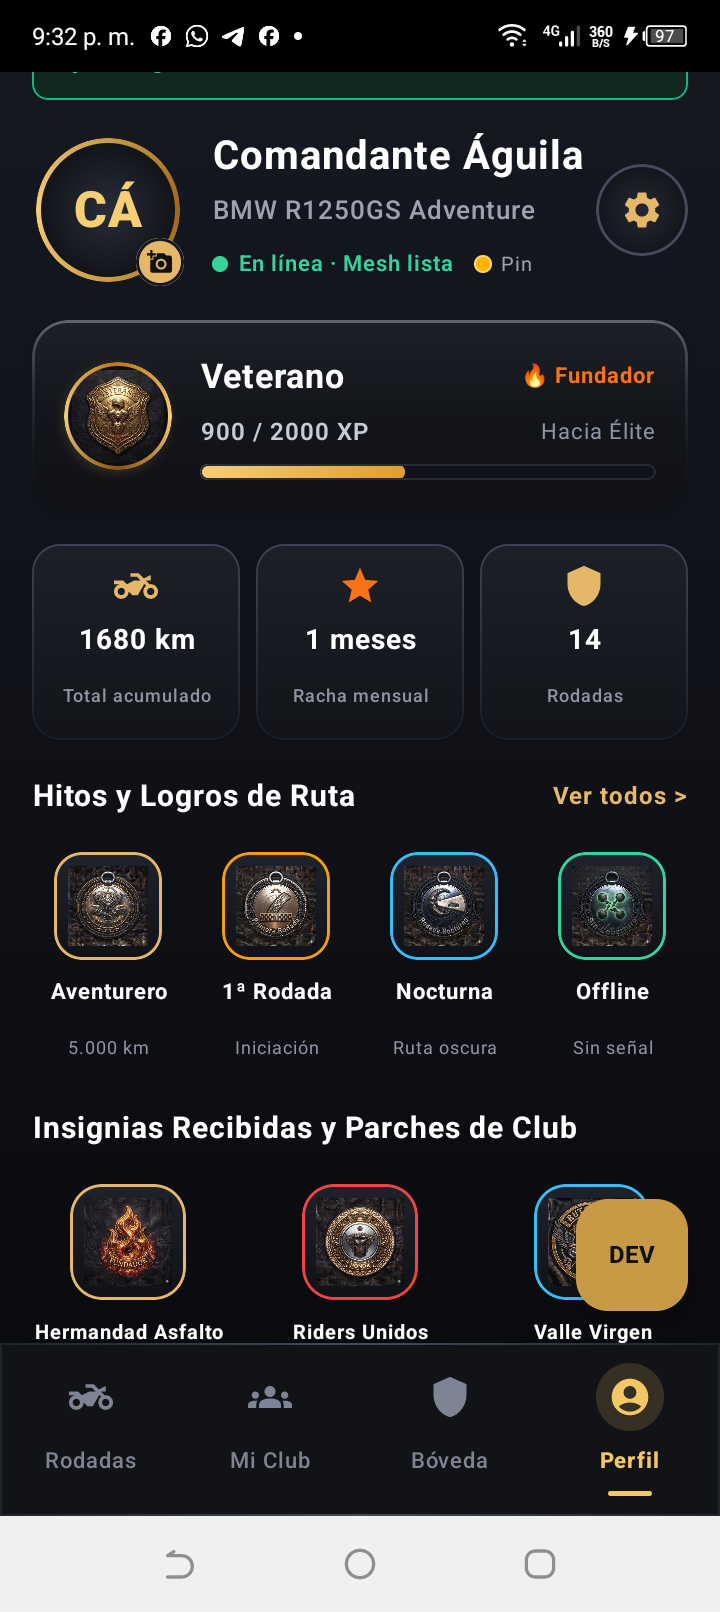 9:32 p. m.
4G
360
B/S
97
Comandante Águila
CÁ
BMW R1250GS Adventure
En línea · Mesh lista
Pin
Veterano
🔥 Fundador
900 / 2000 XP
Hacia Élite
1680 km
1 meses
14
Total acumulado
Racha mensual
Rodadas
Hitos y Logros de Ruta
Ver todos >
Aventurero
1ª Rodada
Nocturna
Offline
5.000 km
Iniciación
Ruta oscura
Sin señal
Insignias Recibidas y Parches de Club
FUNDADOR
DEV
Hermandad Asfalto
Riders Unidos
Valle Virgen
Rodadas
Mi Club
Bóveda
Perfil